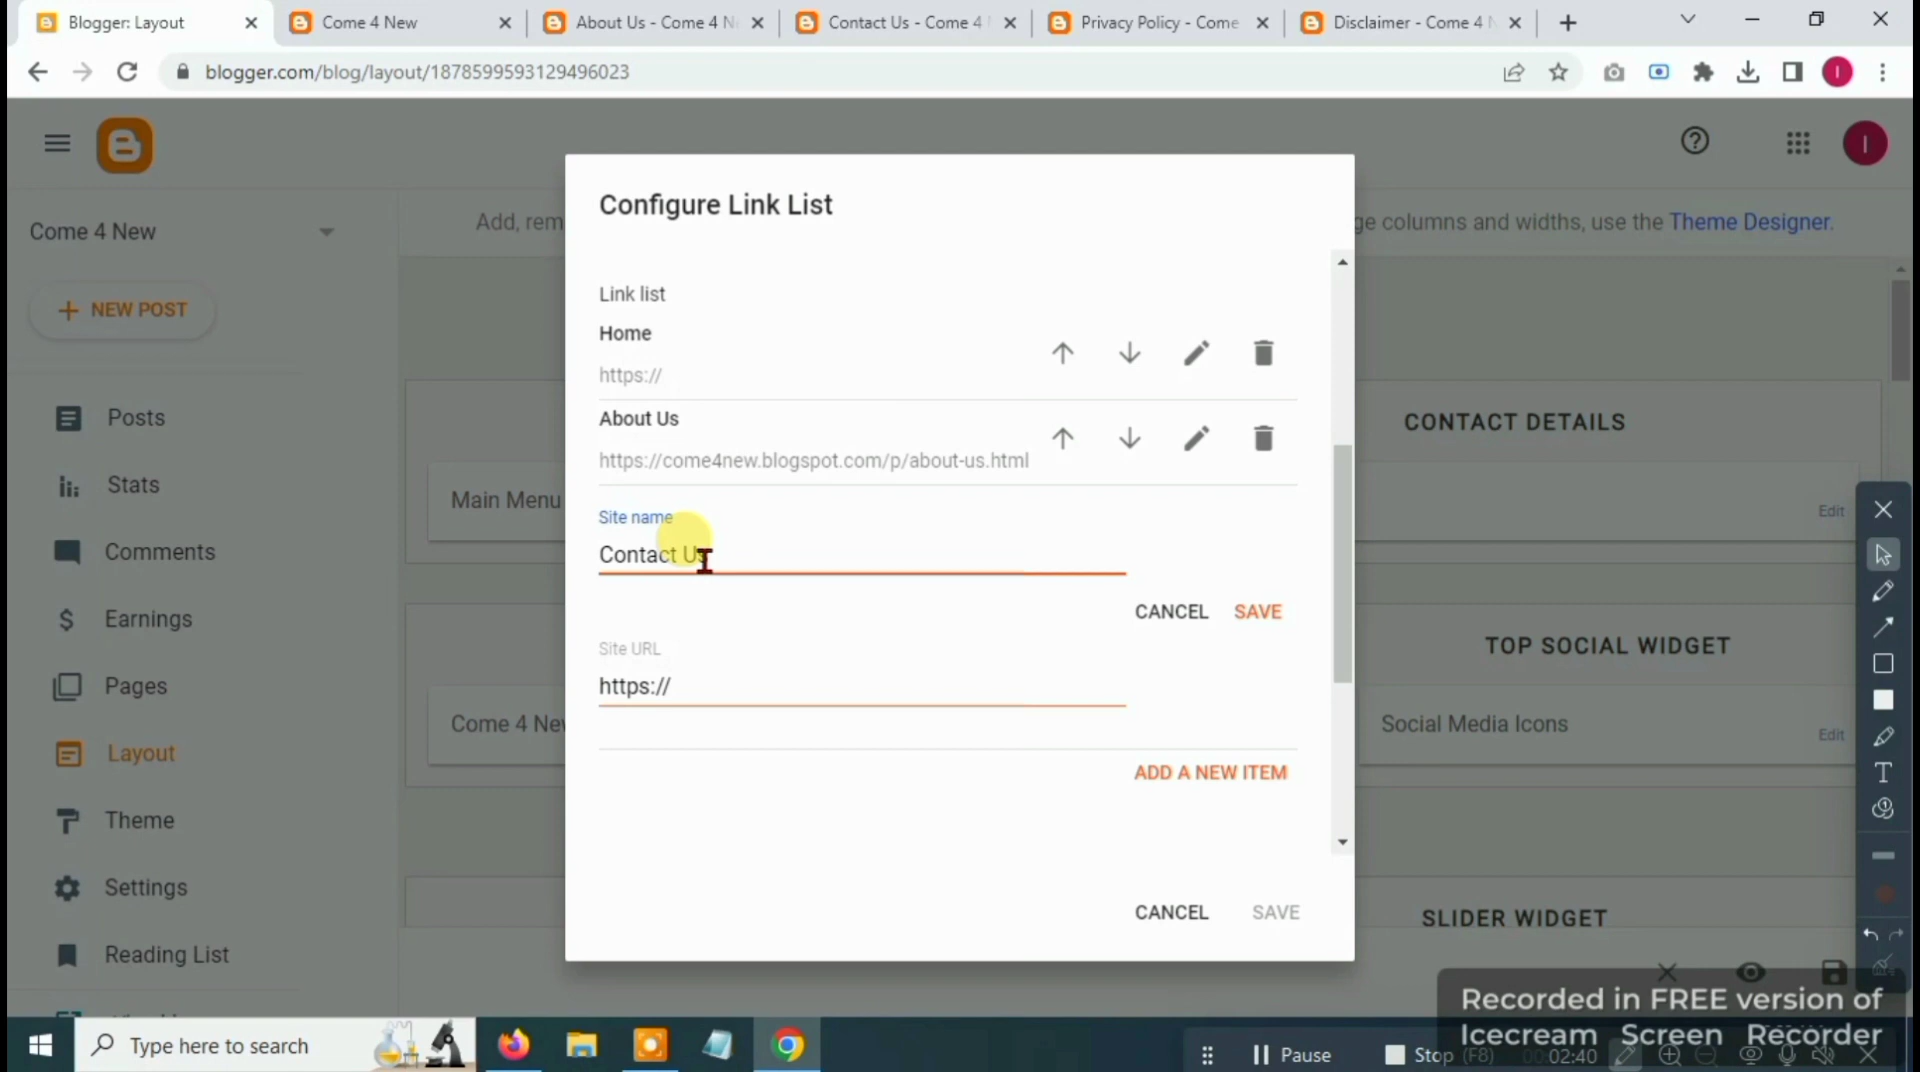 Blogger: Layout
Come 4 New
About Us - Come 4 N
Contact Us - Come 4
Privacy Policy - Come
Disclaimer - Come 4 N
blogger.com/blog/layout/1878599593129496023
I
Come 4 New
NEW POST
Posts
Stats
Comments
Earnings
Pages
Layout
Theme
Settings
Reading List
Add, rem
ge columns and widths, use the Theme Designer.
I
Main Menu
CONTACT DETAILS
Edit
Come 4 Ne
TOP SOCIAL WIDGET
Social Media Icons
Edit
SLIDER WIDGET
Configure Link List
Link list
Home
https://
About Us
https://come4new.blogspot.com/p/about-us.html
Site name
Contact Us
CANCEL SAVE
Site URL
https://
ADD A NEW ITEM
CANCEL SAVE
T
1
Recorded in FREE version of
Icecream Screen Recorder
Type here to search
Pause
Stop (F8)
00:02:40